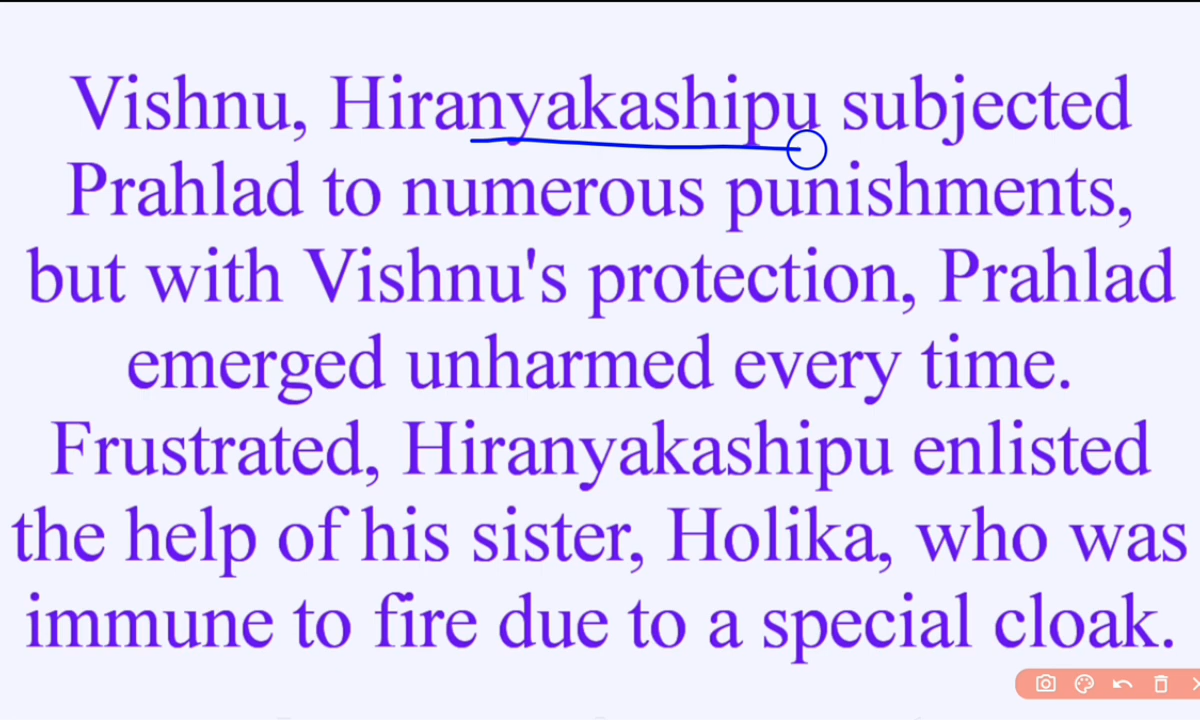 Vishnu, Hiranyakashipu subjected
Prahlad to numerous punishments,
but with Vishnu's protection, Prahlad
emerged unharmed every time.
Frustrated, Hiranyakashipu enlisted
the help of his sister, Holika, who was
immune to fire due to a special cloak.